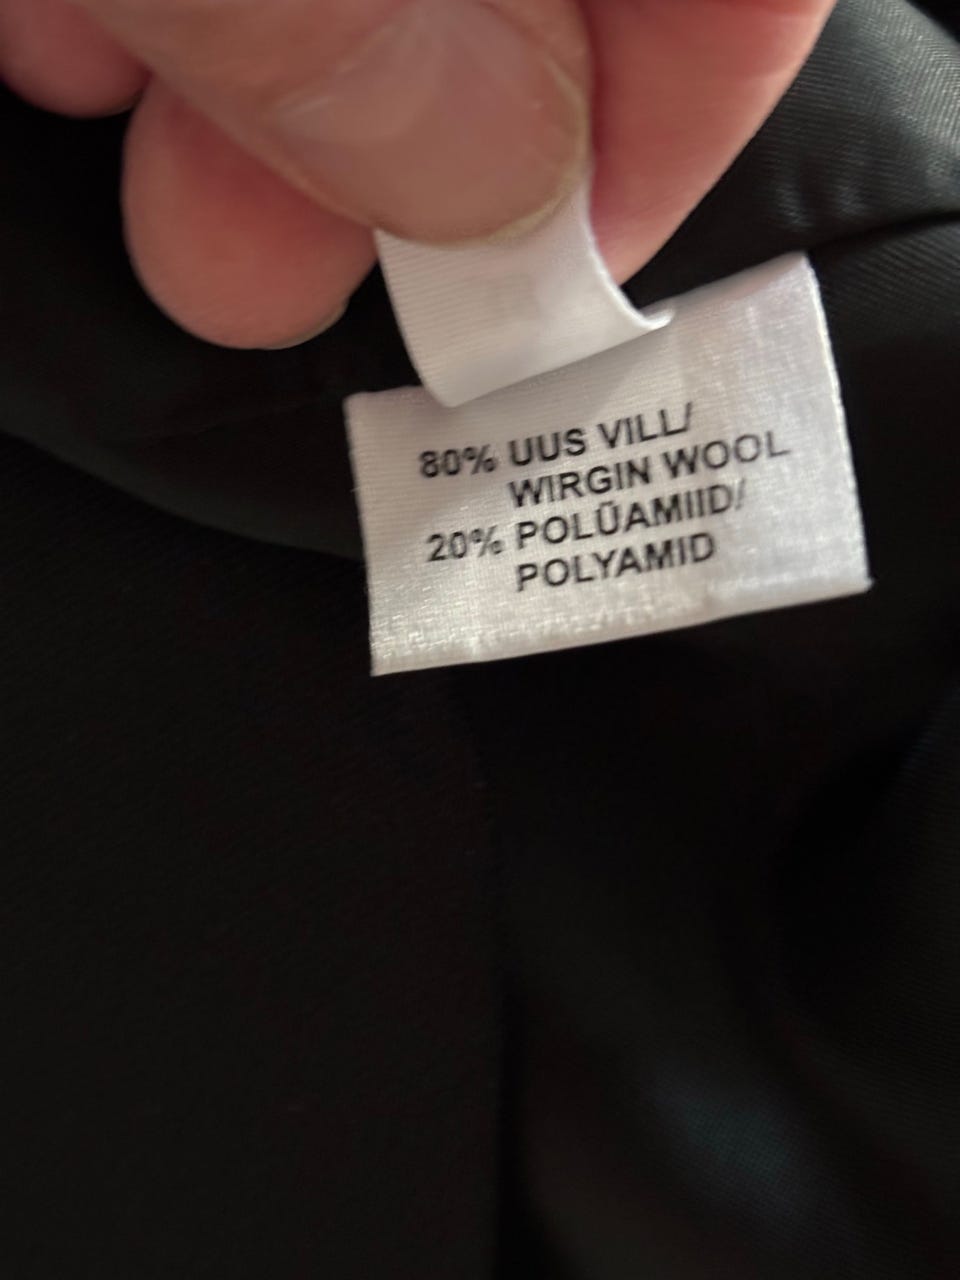 80% UUS VILL/
WIRGIN WOOL
20% POLÜAMIID/
POLYAMID